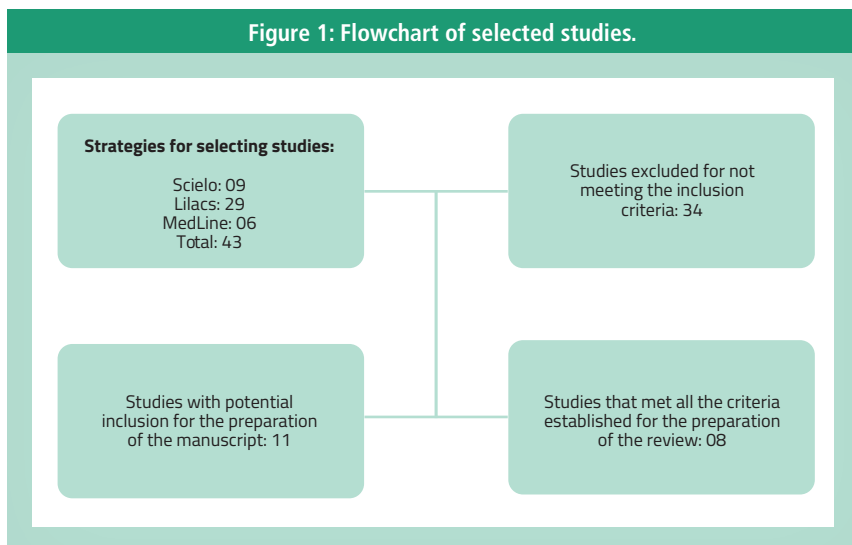 Figure 1: Flowchart of selected studies.
Strategies for selecting studies:
Scielo: 09
Lilacs: 29
MedLine: 06
Total: 43
Studies excluded for not
meeting the inclusion
criteria: 34
Studies with potential
inclusion for the preparation
of the manuscript: 11
Studies that met all the criteria
established for the preparation
of the review: 08